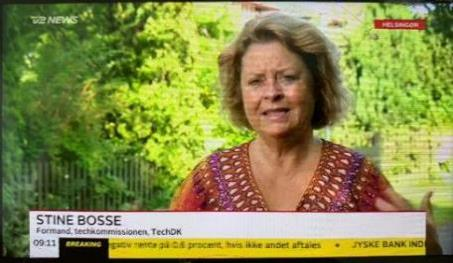 TV2 NEWS
HELSINGØR
STINE BOSSE
Formand, techkommissionen, TechDK
09:11 BREAKING egativ rente på 0,6 procent, hvis ikke andet aftales • JYSKE BANK IND